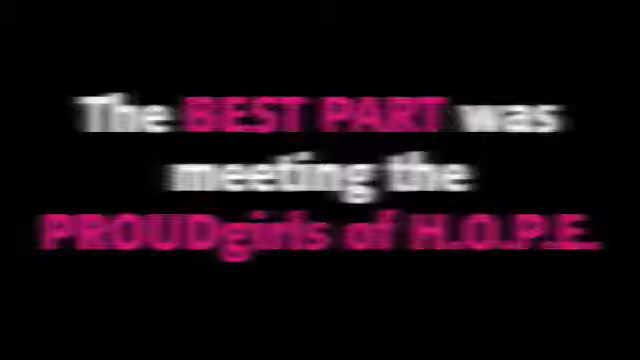 The BEST PART was
meeting the
PROUDgirls of H.O.P.E.